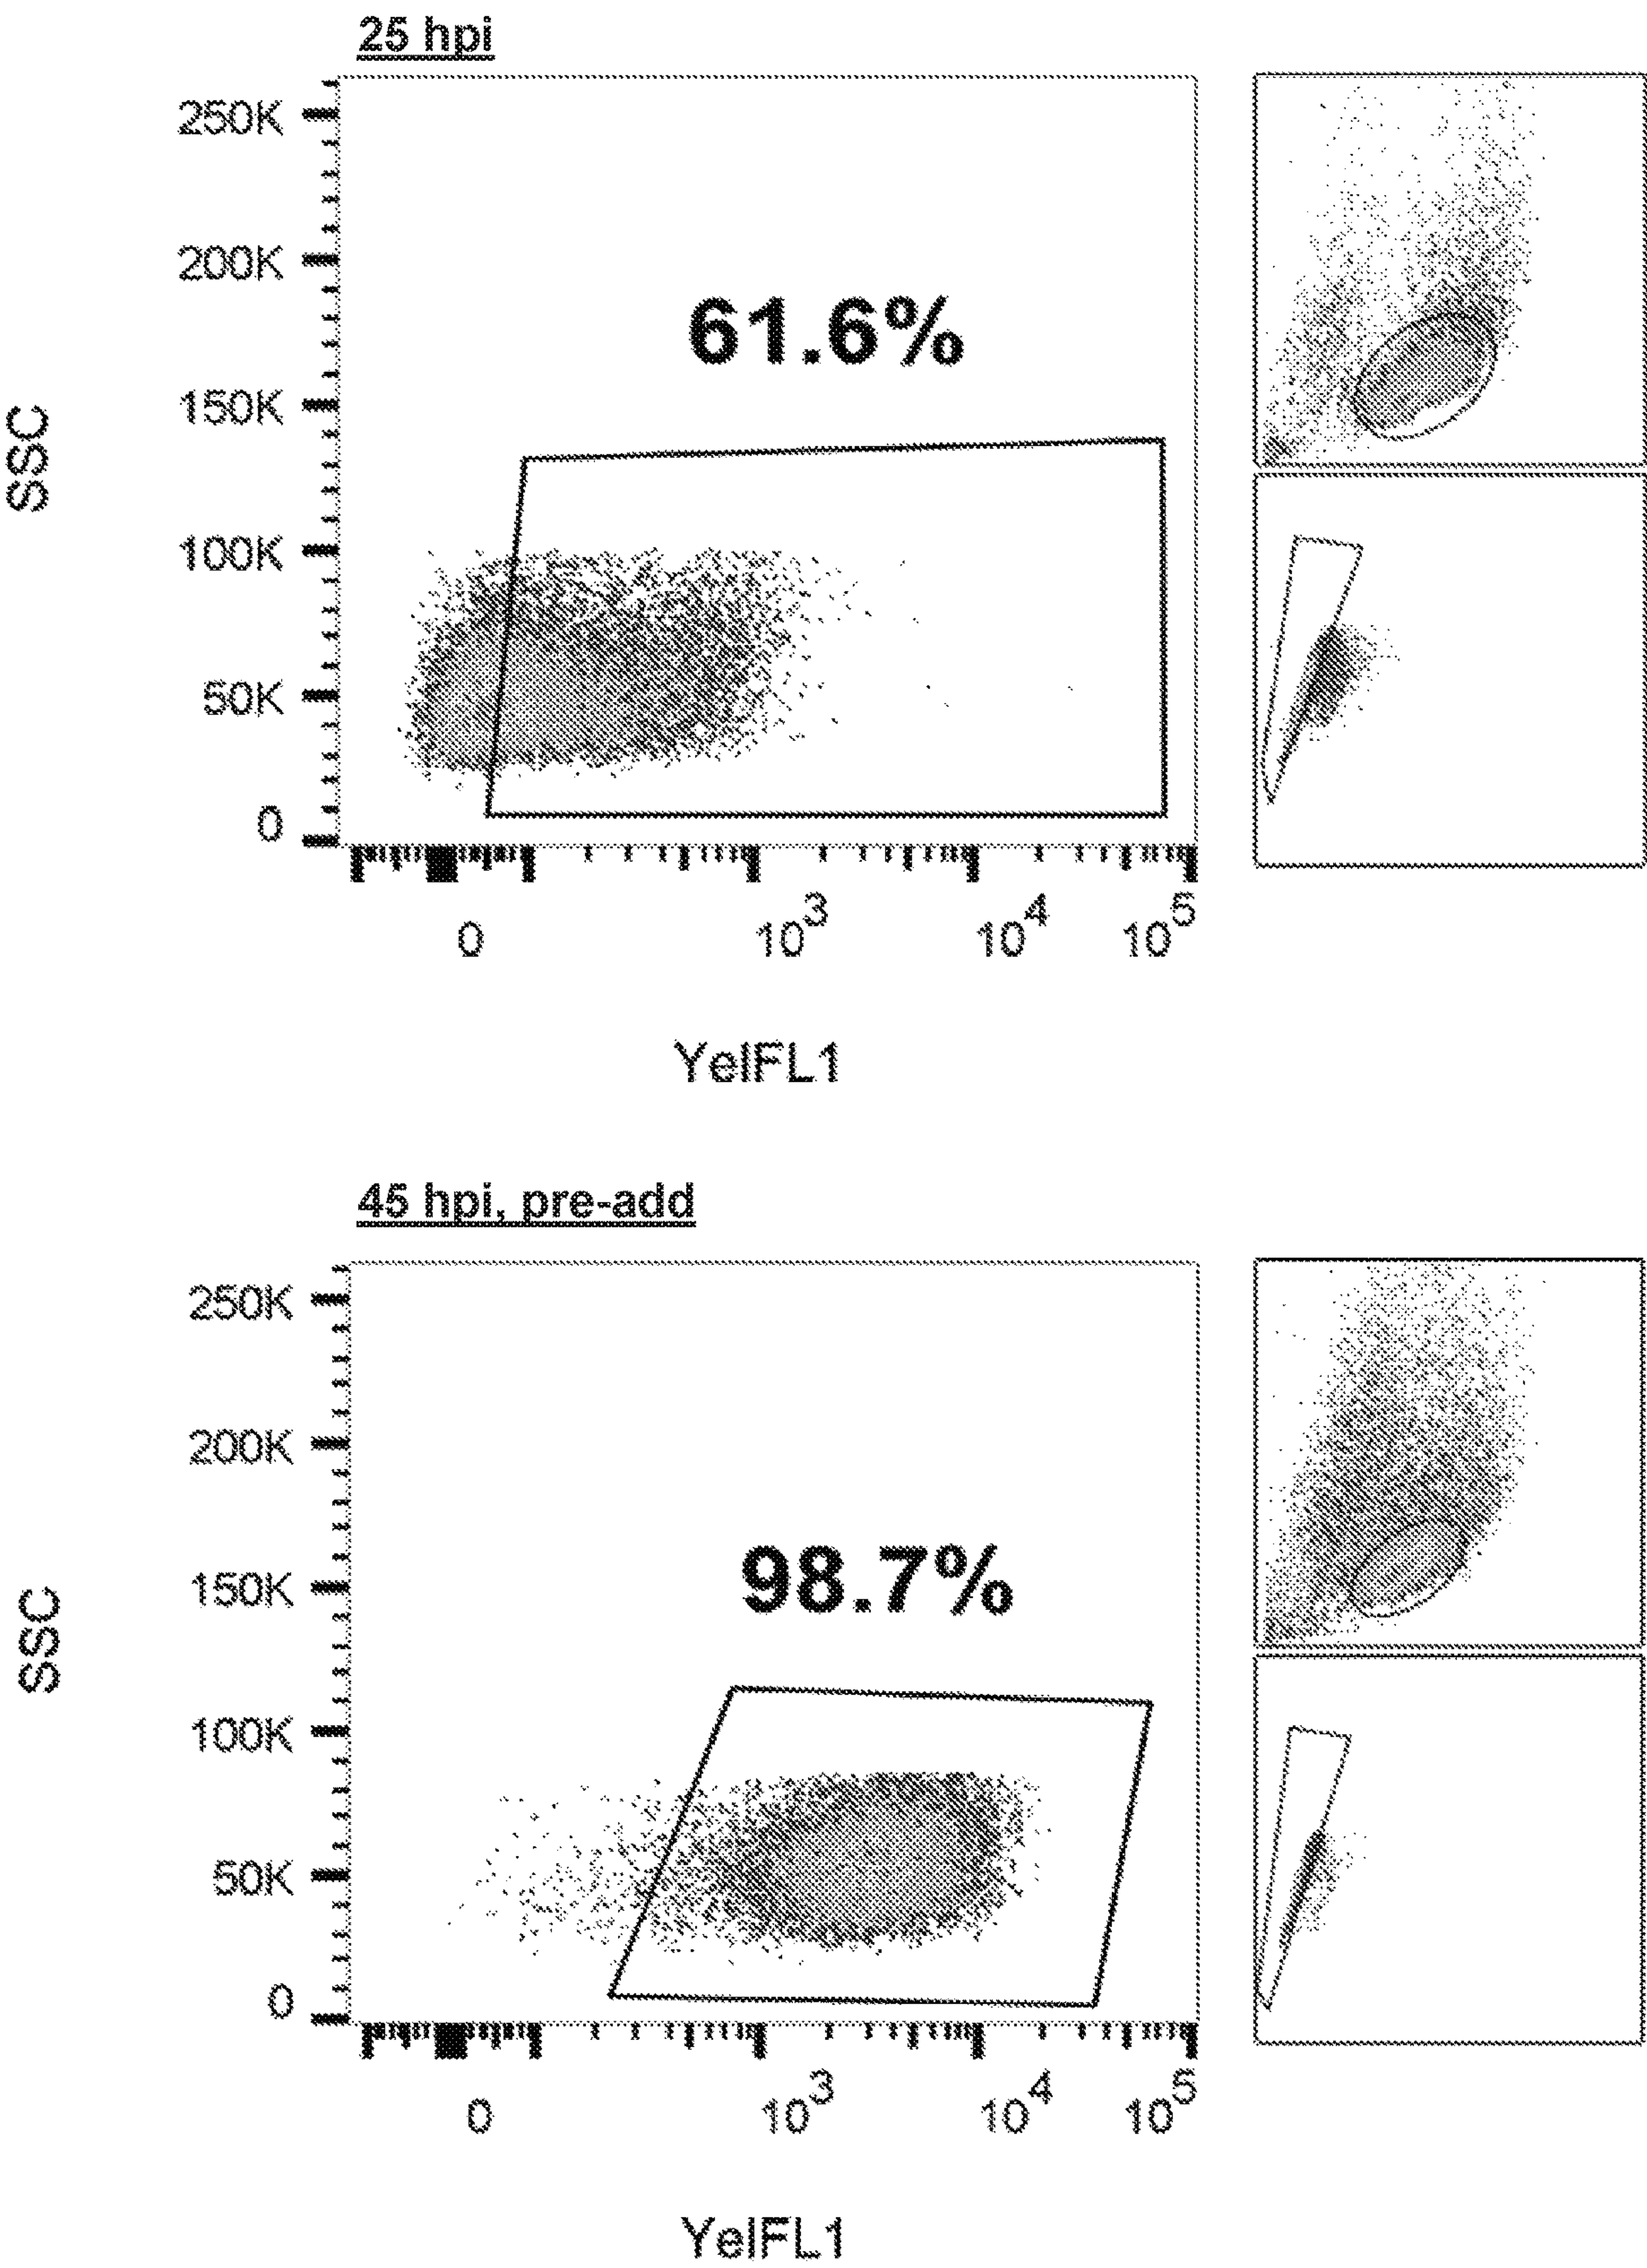 25 hpi
250K
200K
61.6%
150K
SSC
100K
50K
0
0 10^3 10^4 10^5
YelFL1
45 hpi, pre-add
250K
200K
98.7%
150K
SSC
100K
50K
0
0 10^3 10^4 10^5
YelFL1